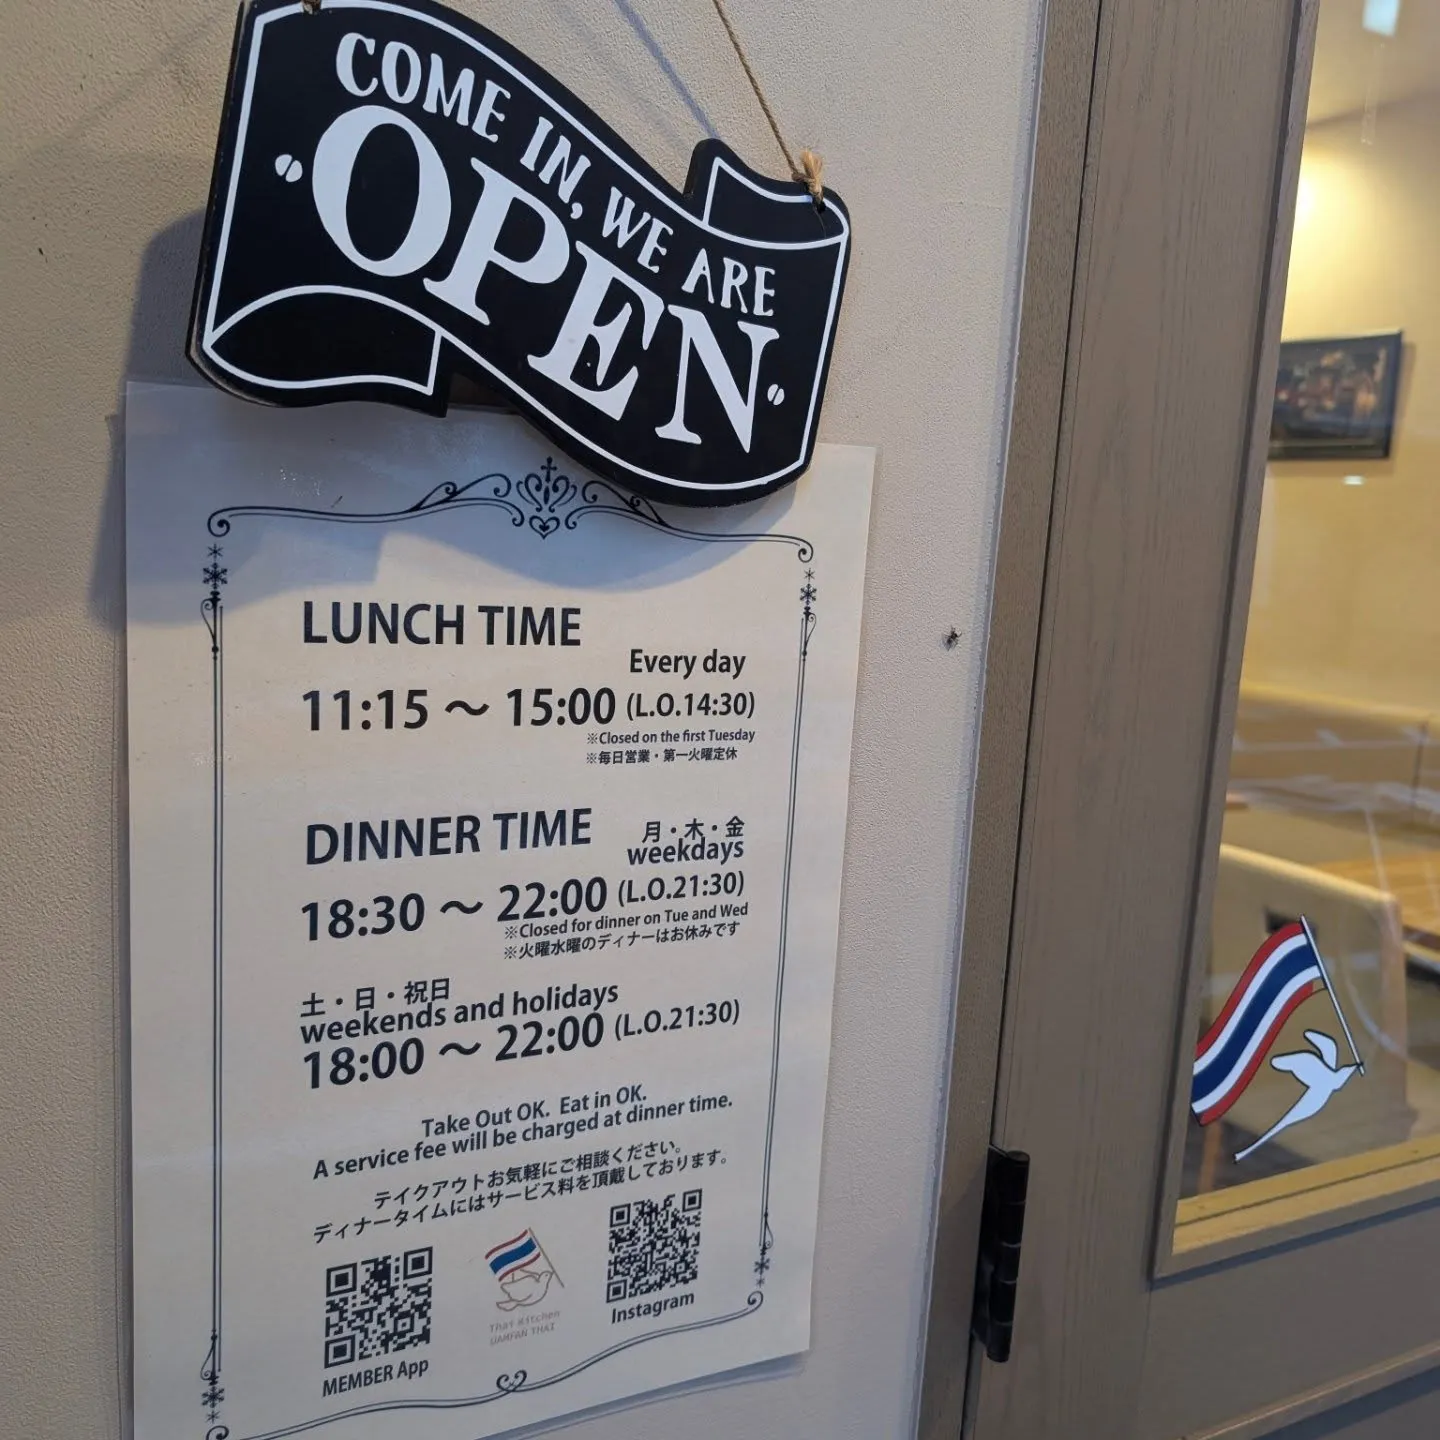 COME IN, WE ARE
OPEN
LUNCH TIME
Every day
11:15 ～ 15:00 (L.O.14:30)
※Closed on the first Tuesday
※毎日営業・第一火曜定休
DINNER TIME
月・木・金
weekdays
18:30 ～ 22:00 (L.O.21:30)
※Closed for dinner on Tue and Wed
※火曜水曜のディナーはお休みです
土・日・祝日
weekends and holidays
18:00 ～ 22:00 (L.O.21:30)
Take Out OK. Eat in OK.
A service fee will be charged at dinner time.
テイクアウトお気軽にご相談ください。
ディナータイムにはサービス料を頂戴しております。
Thai Kitchen
THAI
MEMBER App
Instagram